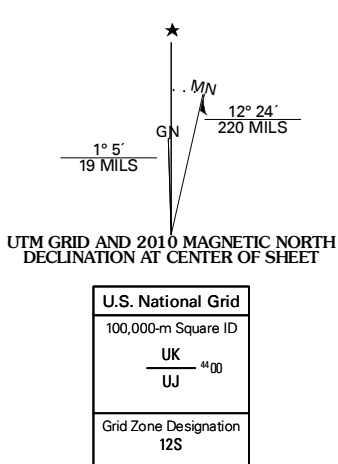 ★
MN
GN
12° 24´
220 MILS
1° 5´
19 MILS
UTM GRID AND 2010 MAGNETIC NORTH
DECLINATION AT CENTER OF SHEET
U.S. National Grid
100,000-m Square ID
UK
4400
UJ
Grid Zone Designation
12S